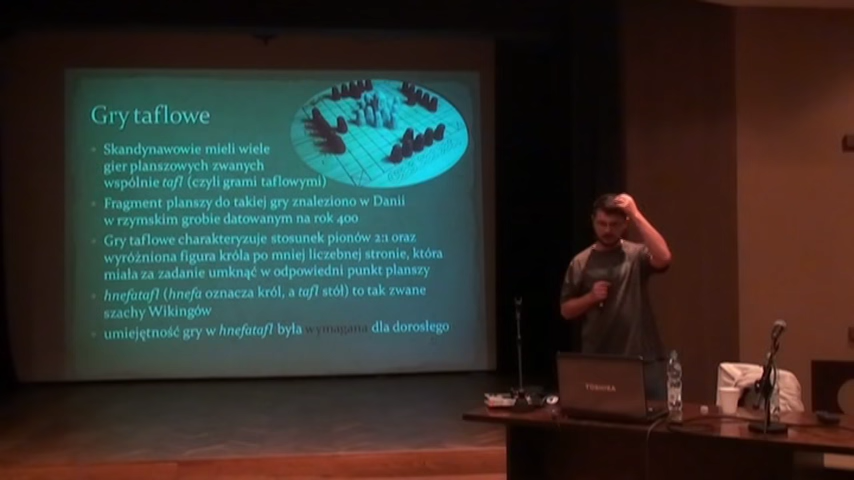 Gry taflowe
Skandynawowie mieli wiele
gier planszowych zwanych
wspólnie tafl (czyli grami taflowymi)
Fragment planszy do takiej gry znaleziono w Danii
w rzymskim grobie datowanym na rok 400
Gry taflowe charakteryzuje stosunek pionów 2:1 oraz
wyróżniona figura króla po mniej liczebnej stronie, która
miała za zadanie umknąć w odpowiedni punkt planszy
hnefatafl (hnefa oznacza król, a tafl stół) to tak zwane
szachy Wikingów
umiejętność gry w hnefatafl była wymagana dla dorosłego
TOSHIBA